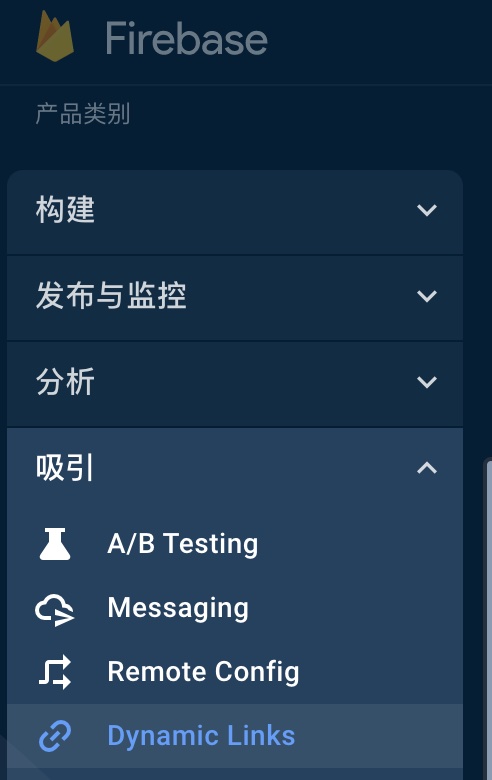 Firebase
产品类别
构建
发布与监控
分析
吸引
A/B Testing
Messaging
Remote Config
Dynamic Links